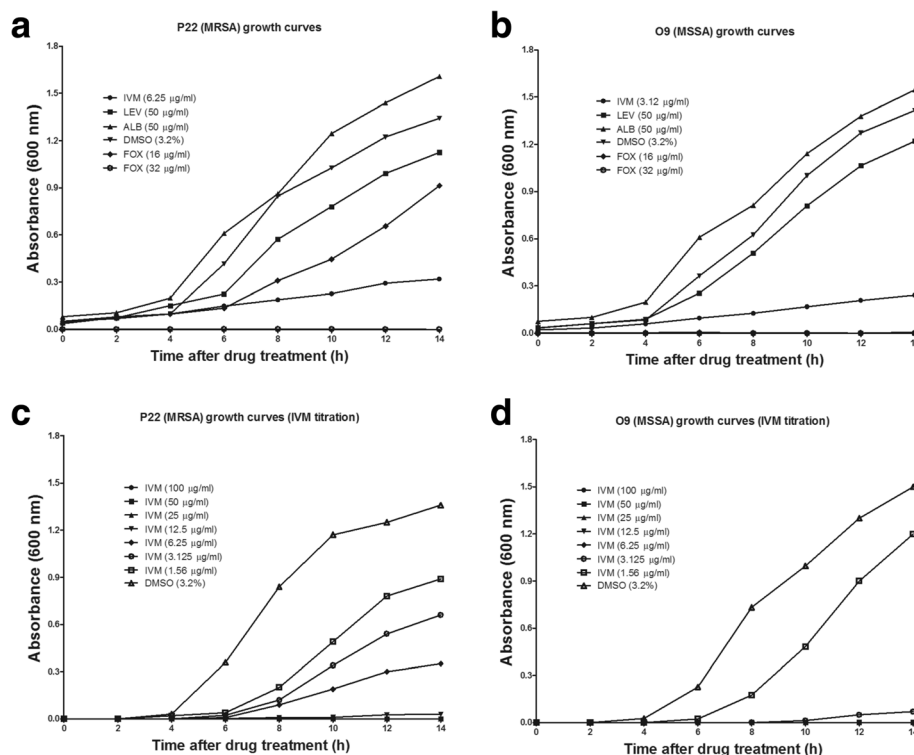 a
P22 (MRSA) growth curves
Absorbance (600 nm)
1.8
1.5
1.2
0.9
0.6
0.3
0.0
IVM (6.25 μg/ml)
LEV (50 μg/ml)
ALB (50 μg/ml)
DMSO (3.2%)
FOX (16 μg/ml)
FOX (32 μg/ml)
0 2 4 6 8 10 12 14
Time after drug treatment (h)
b
O9 (MSSA) growth curves
Absorbance (600 nm)
1.8
1.5
1.2
0.9
0.6
0.3
0.0
IVM (3.12 μg/ml)
LEV (50 μg/ml)
ALB (50 μg/ml)
DMSO (3.2%)
FOX (16 μg/ml)
FOX (32 μg/ml)
0 2 4 6 8 10 12 14
Time after drug treatment (h)
c
P22 (MRSA) growth curves (IVM titration)
Absorbance (600 nm)
1.8
1.5
1.2
0.9
0.6
0.3
0.0
IVM (100 μg/ml)
IVM (50 μg/ml)
IVM (25 μg/ml)
IVM (12.5 μg/ml)
IVM (6.25 μg/ml)
IVM (3.125 μg/ml)
IVM (1.56 μg/ml)
DMSO (3.2%)
0 2 4 6 8 10 12 14
Time after drug treatment (h)
d
O9 (MSSA) growth curves (IVM titration)
Absorbance (600 nm)
1.8
1.5
1.2
0.9
0.6
0.3
0.0
IVM (100 μg/ml)
IVM (50 μg/ml)
IVM (25 μg/ml)
IVM (12.5 μg/ml)
IVM (6.25 μg/ml)
IVM (3.125 μg/ml)
IVM (1.56 μg/ml)
DMSO (3.2%)
0 2 4 6 8 10 12 14
Time after drug treatment (h)